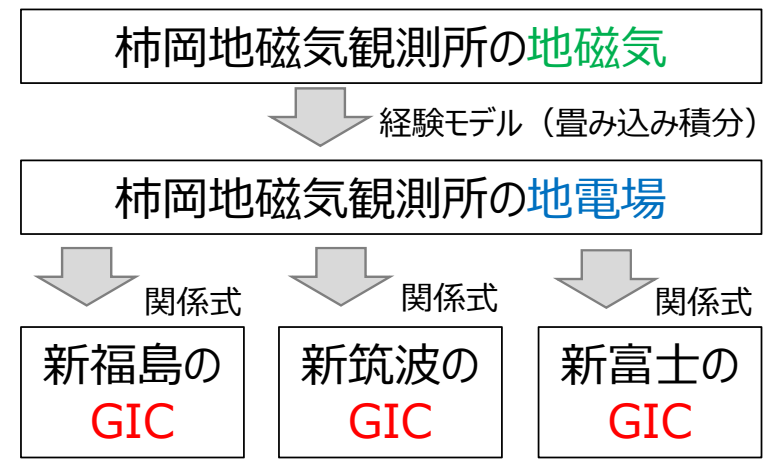 柿岡地磁気観測所の地磁気
経験モデル（畳み込み積分）
柿岡地磁気観測所の地電場
関係式
関係式
関係式
新福島の
GIC
新筑波の
GIC
新富士の
GIC